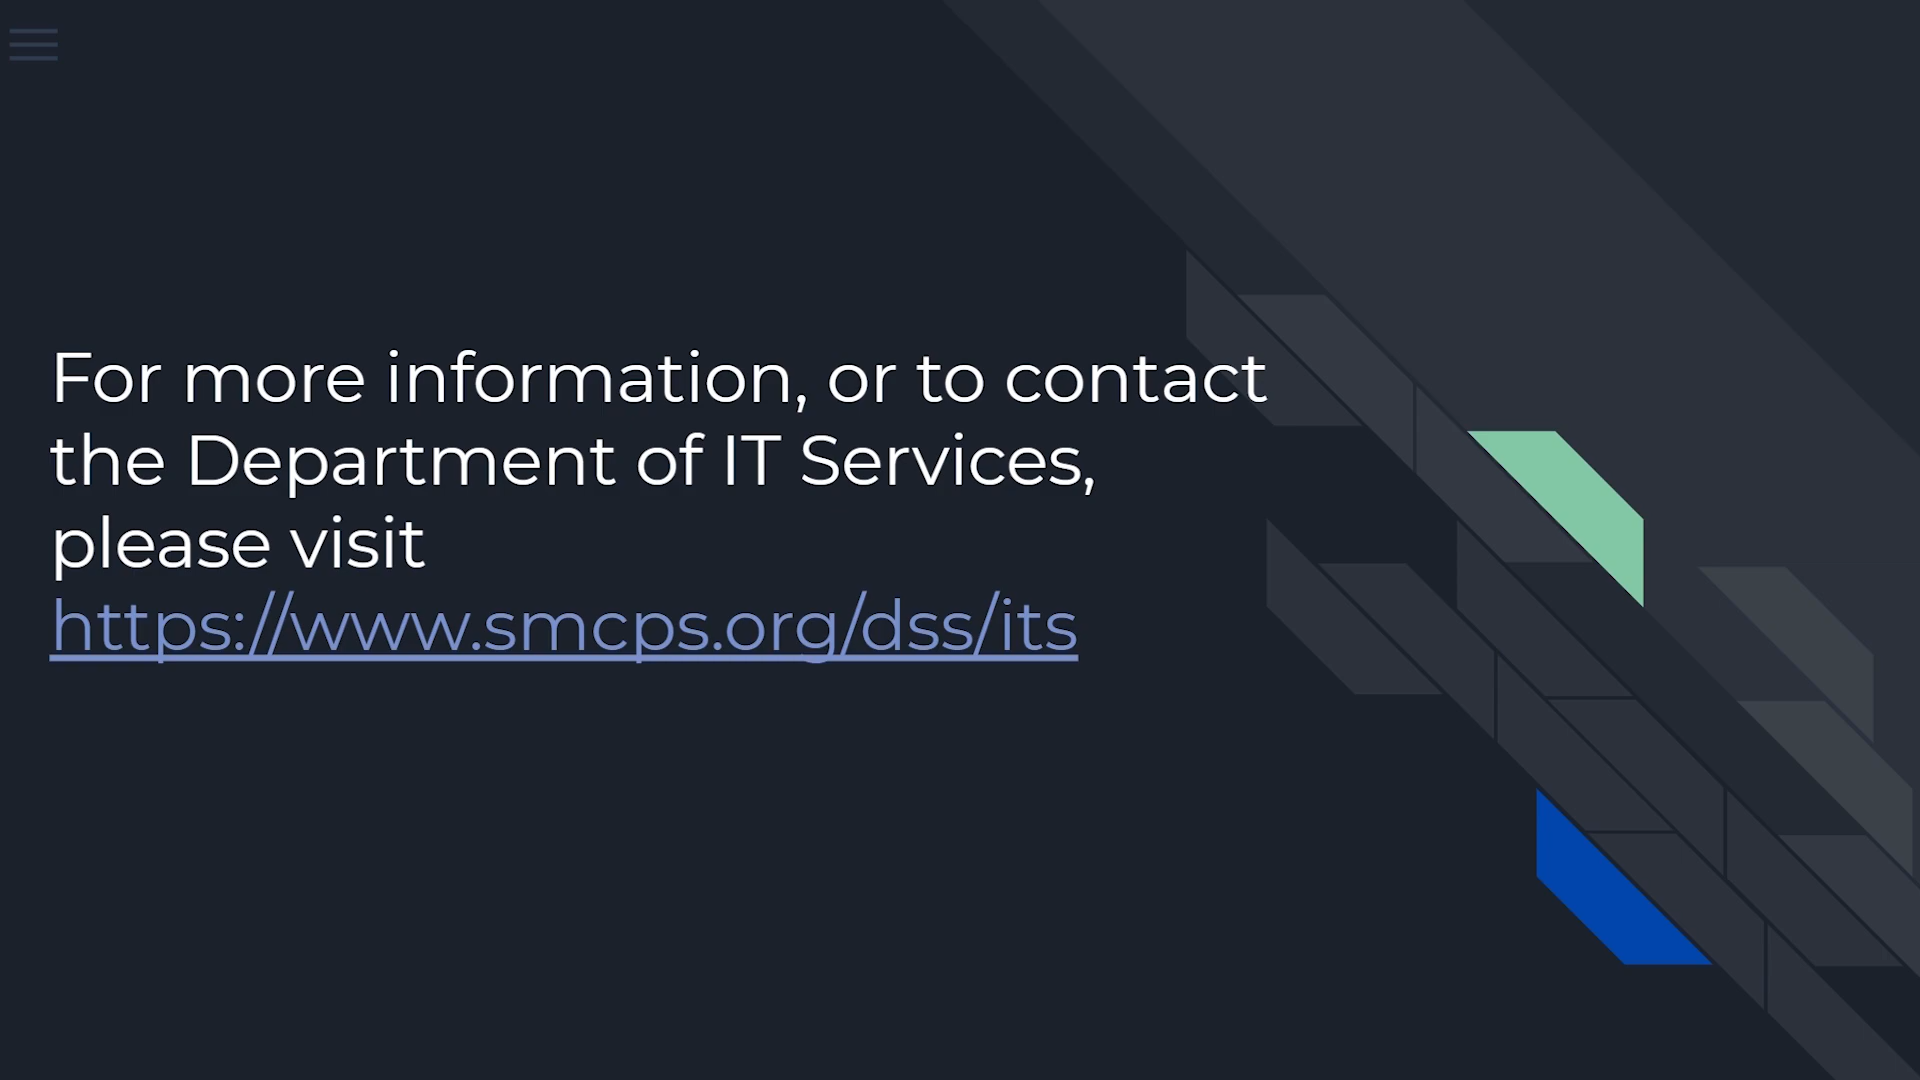 For more information, or to contact
the Department of IT Services,
please visit
https://www.smcps.org/dss/its